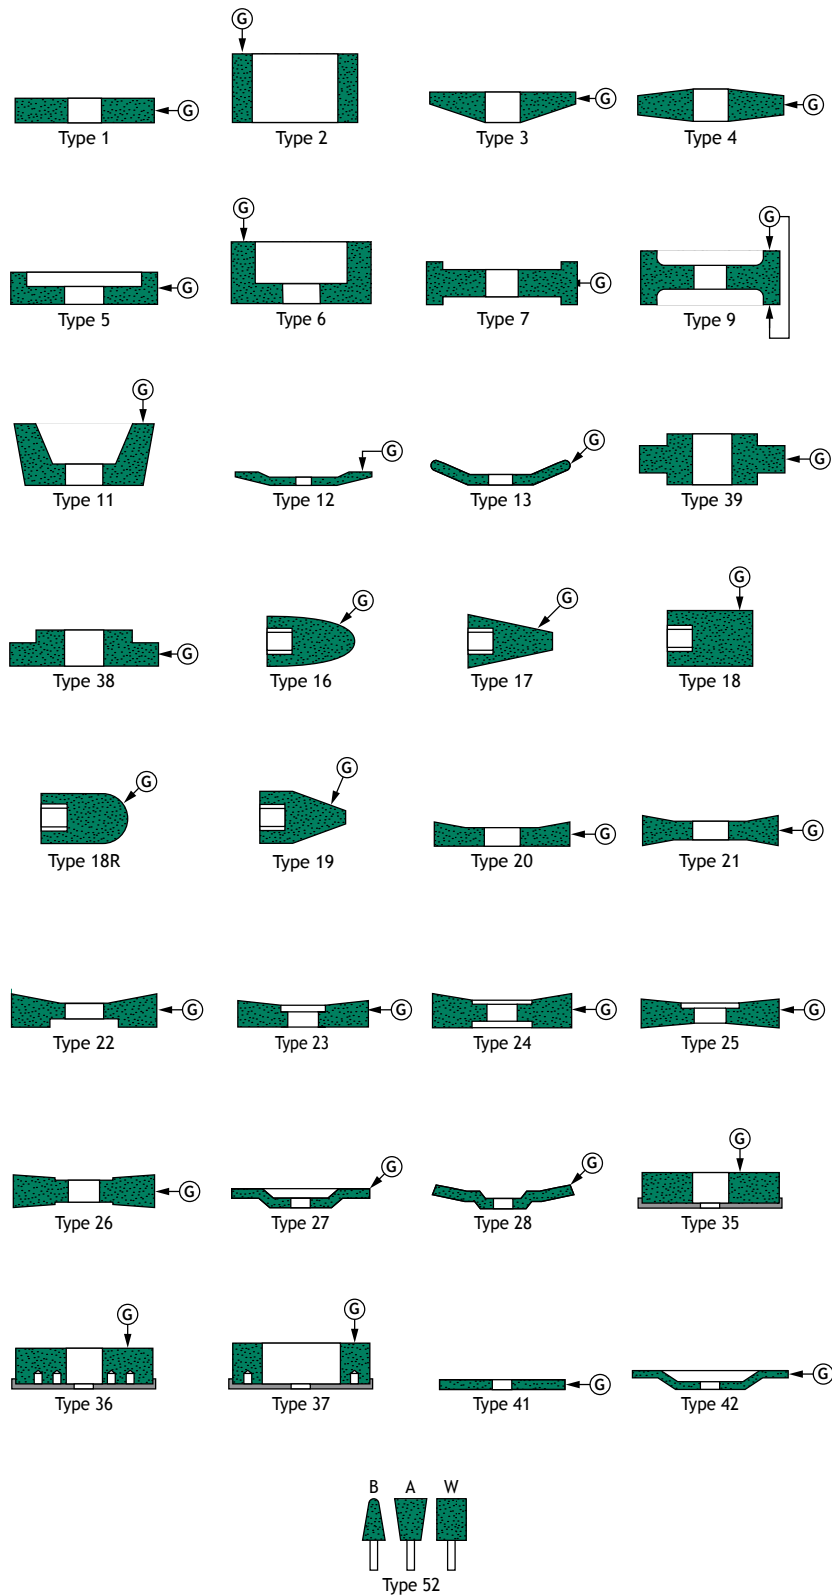 G
G
G
G
Type 1
Type 2
Type 3
Type 4
G
G
G
G
Type 5
Type 6
Type 7
Type 9
G
G
G
G
Type 11
Type 12
Type 13
Type 39
G
G
G
G
Type 38
Type 16
Type 17
Type 18
G
G
G
G
Type 18R
Type 19
Type 20
Type 21
G
G
G
G
Type 22
Type 23
Type 24
Type 25
G
G
G
G
Type 26
Type 27
Type 28
Type 35
G
G
G
G
Type 36
Type 37
Type 41
Type 42
B A W
Type 52